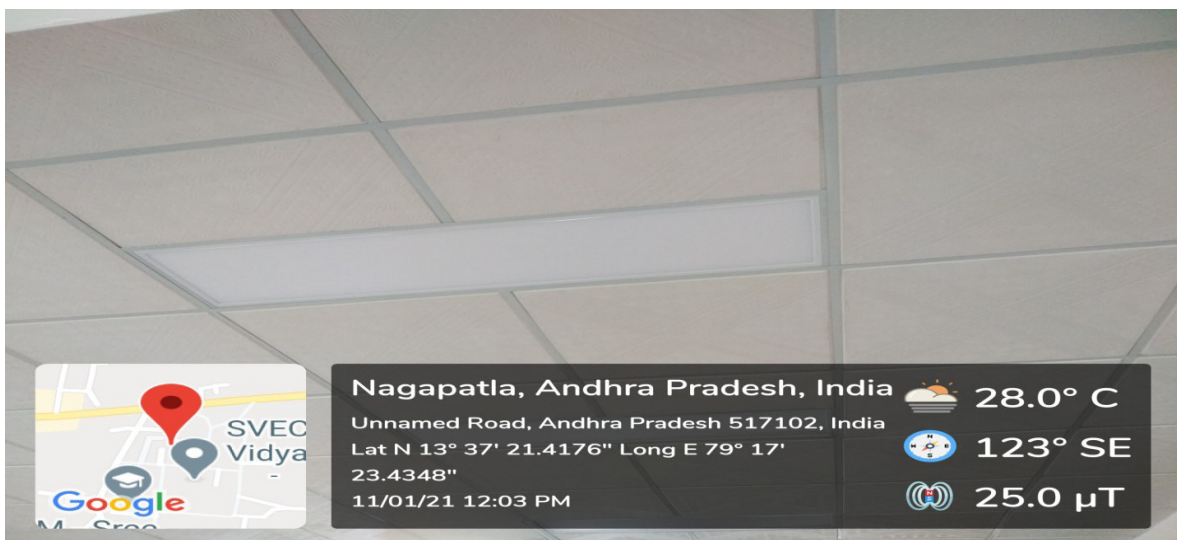 SVEC
Vidya
Google
Nagapatla, Andhra Pradesh, India
Unnamed Road, Andhra Pradesh 517102, India
Lat N 13° 37' 21.4176" Long E 79° 17'
23.4348"
11/01/21 12:03 PM
28.0° C
123° SE
25.0 µT